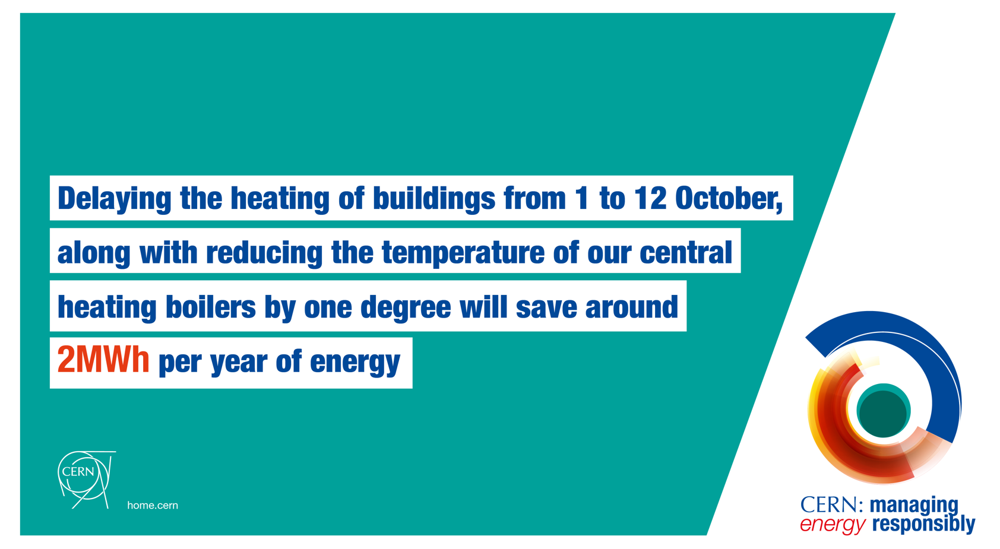 Delaying the heating of buildings from 1 to 12 October,
along with reducing the temperature of our central
heating boilers by one degree will save around
2MWh per year of energy
CERN
home.cern
CERN: managing
energy responsibly